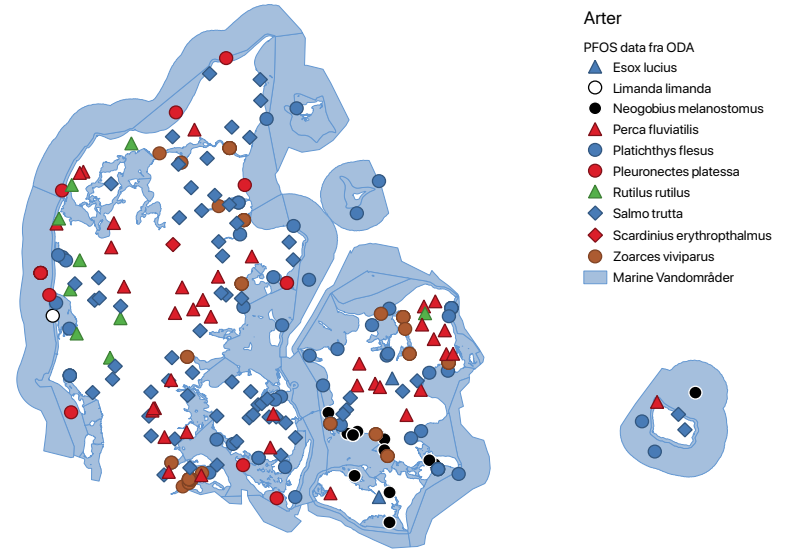 Arter
PFOS data fra ODA
Esox lucius
Limanda limanda
Neogobius melanostomus
Perca fluviatilis
Platichthys flesus
Pleuronectes platessa
Rutilus rutilus
Salmo trutta
Scardinius erythropthalmus
Zoarces viviparus
Marine Vandområder